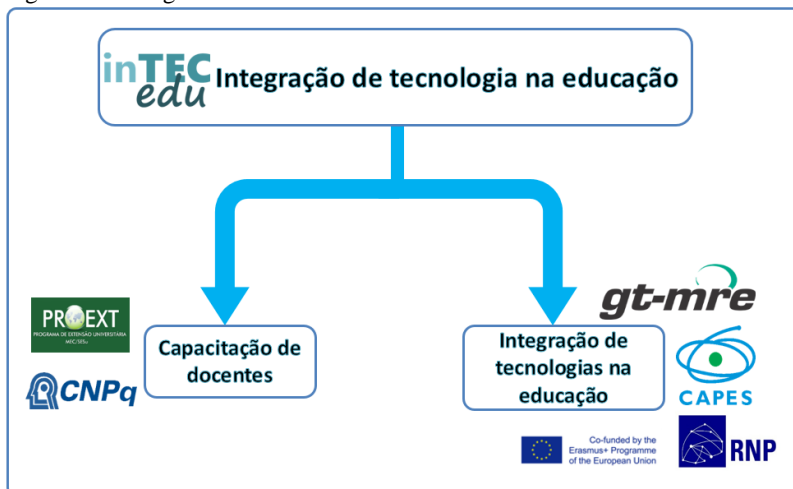 inTEC
edu
Integração de tecnologia na educação
gt-mre
PROEXT
PROGRAMA DE EXTENSÃO UNIVERSITÁRIA
Capacitação de
docentes
CNPq
Integração de
tecnologias na
educação
CAPES
Co-funded by the
Erasmus+ Programme
of the European Union
RNP